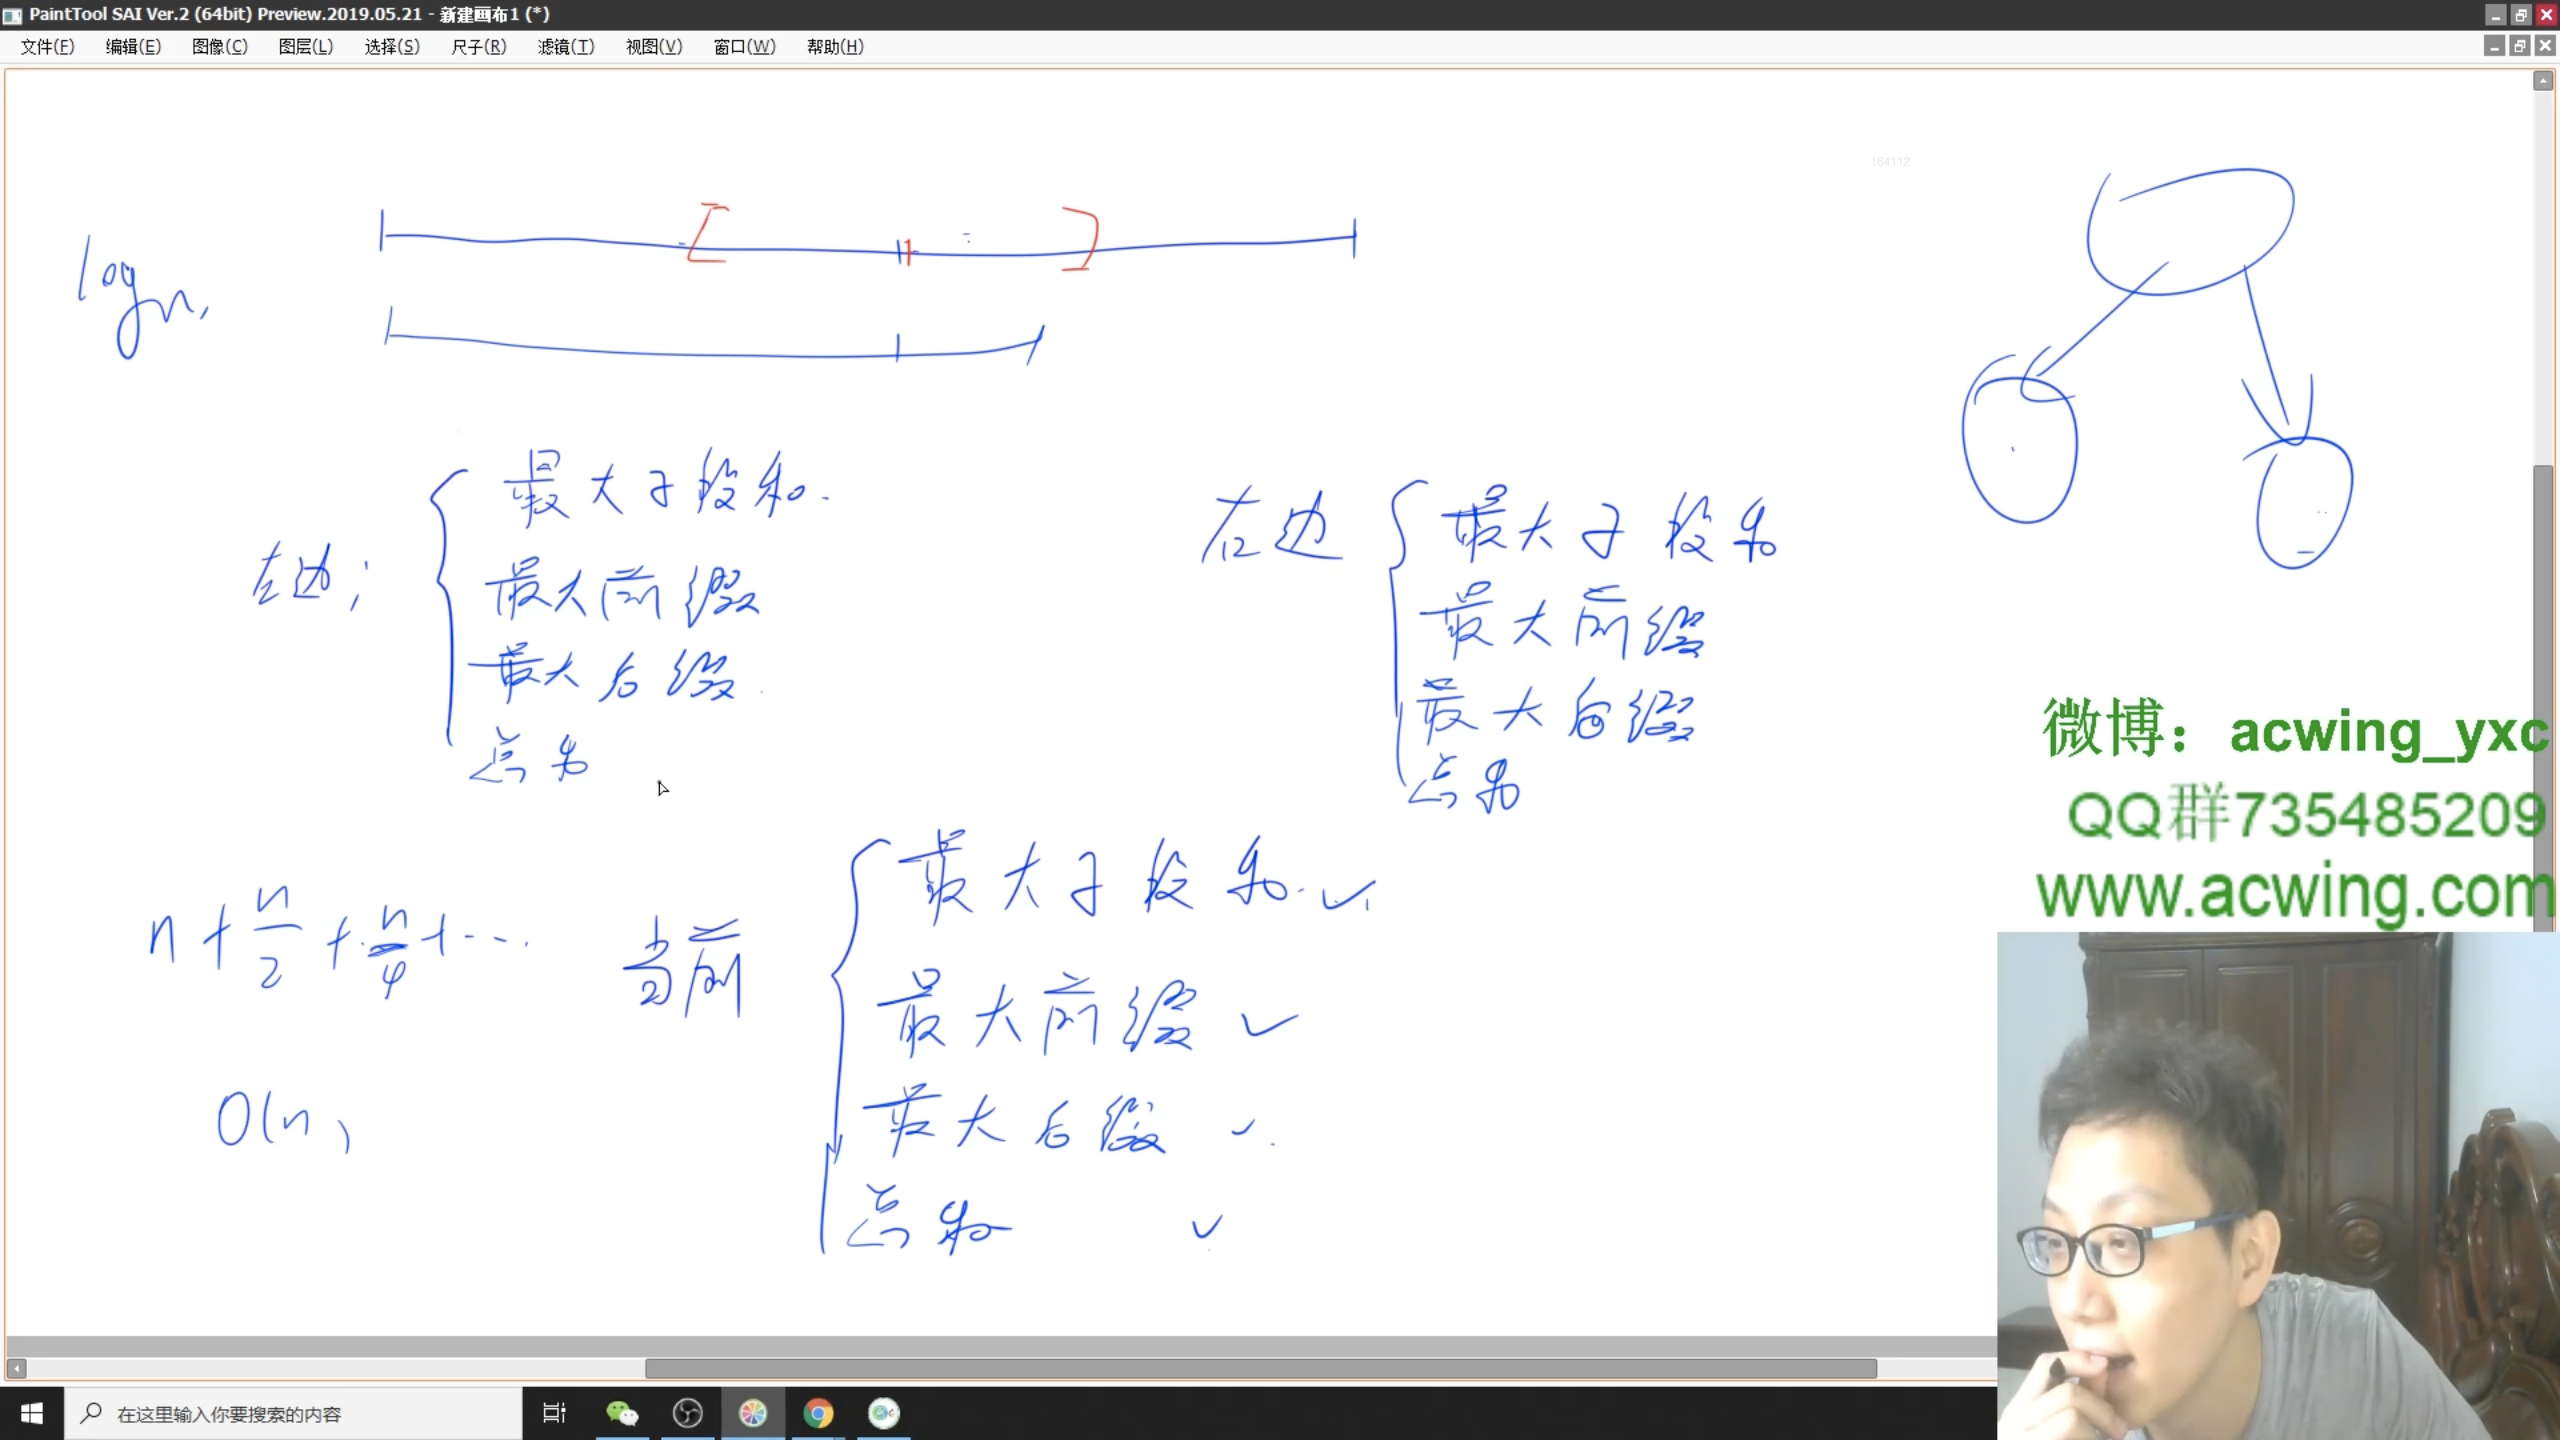 PaintTool SAI Ver.2 (64bit) Preview.2019.05.21 - 新建画布1 (*)
文件(F) 编辑(E) 图像(C) 图层(L) 选择(S) 尺子(R) 滤镜(T) 视图(V) 窗口(W) 帮助(H)
164112
log n,
左边;
最大子段和.
最大前缀
最大后缀
总和
右边
最大子段和
最大前缀
最大后缀
总和
微博：acwing_yxc
QQ群735485209
www.acwing.com
n + n/2 + n/4 + ...
O(n)
当前
最大子段和.
最大前缀
最大后缀
总和
在这里输入你要搜索的内容